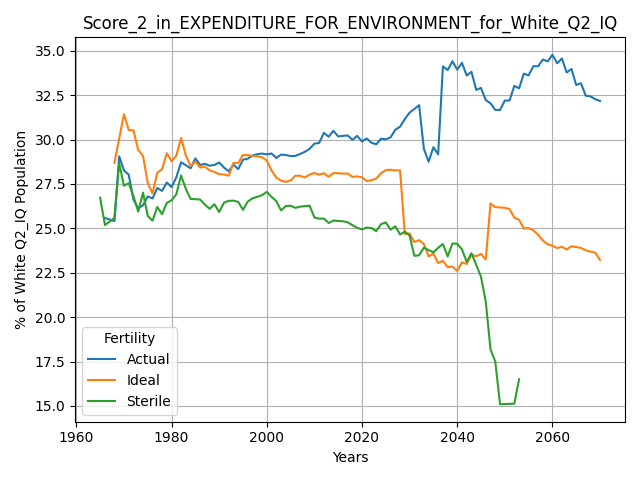 Score_2_in_EXPENDITURE_FOR_ENVIRONMENT_for_White_Q2_IQ
% of White Q2_IQ Population
35.0
32.5
30.0
27.5
25.0
22.5
20.0
17.5
15.0
Fertility
Actual
Ideal
Sterile
1960
1980
2000
2020
2040
2060
Years